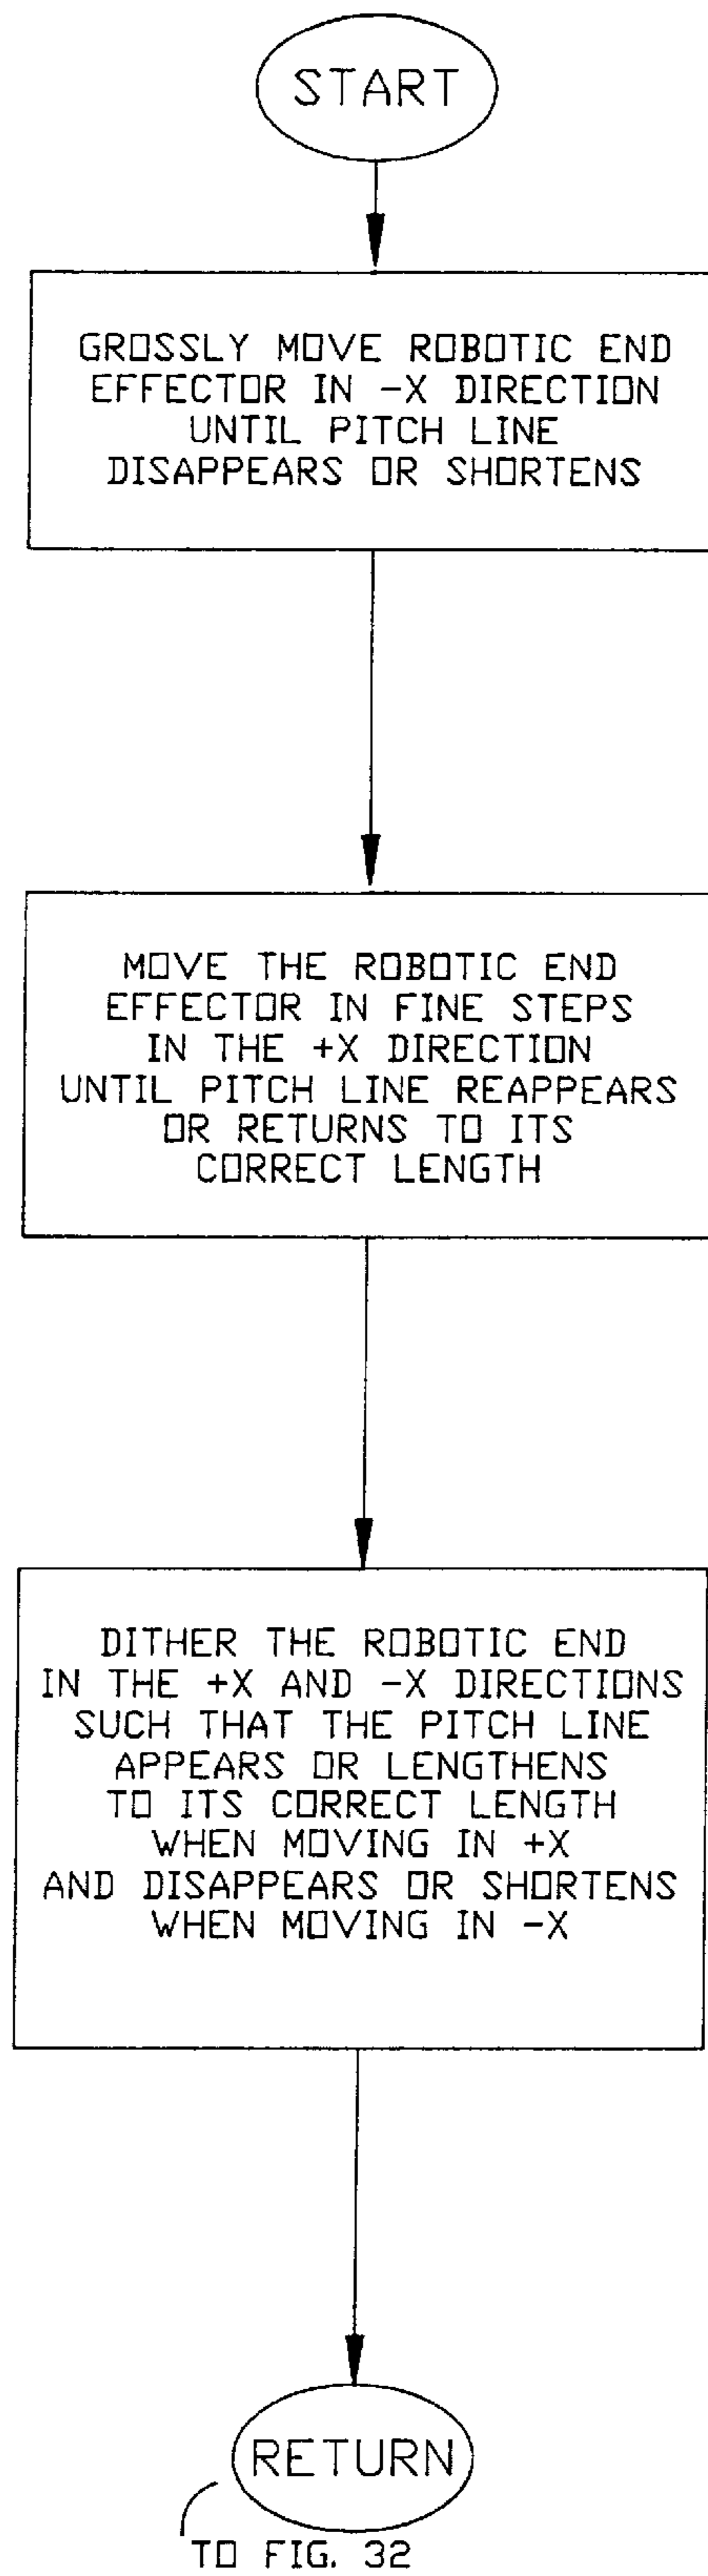 START
GROSSLY MOVE ROBOTIC END
EFFECTOR IN -X DIRECTION
UNTIL PITCH LINE
DISAPPEARS OR SHORTENS
MOVE THE ROBOTIC END
EFFECTOR IN FINE STEPS
IN THE +X DIRECTION
UNTIL PITCH LINE REAPPEARS
OR RETURNS TO ITS
CORRECT LENGTH
DITHER THE ROBOTIC END
IN THE +X AND -X DIRECTIONS
SUCH THAT THE PITCH LINE
APPEARS OR LENGTHENS
TO ITS CORRECT LENGTH
WHEN MOVING IN +X
AND DISAPPEARS OR SHORTENS
WHEN MOVING IN -X
RETURN
TO FIG. 32